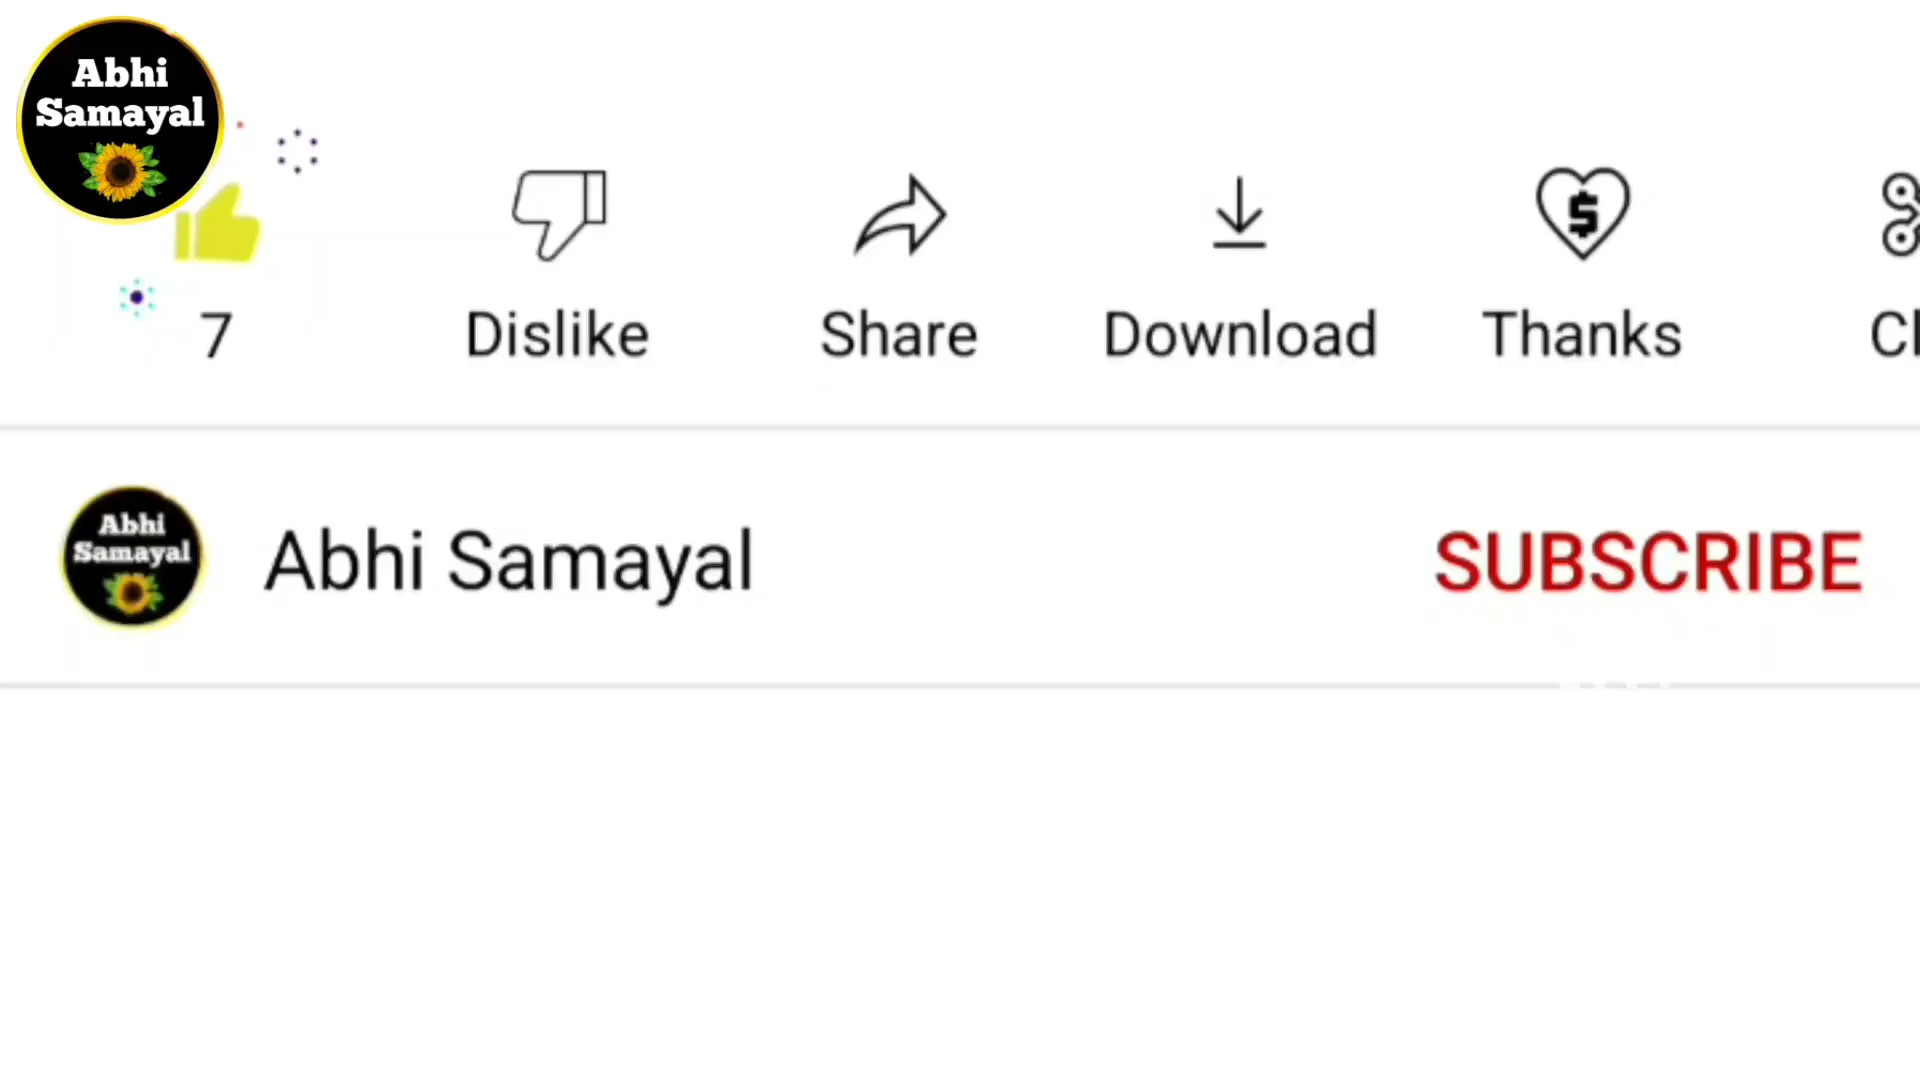 Abhi
Samayal
7
Dislike
Share
Download
$
Thanks
Abhi
Samayal
Abhi Samayal
SUBSCRIBE